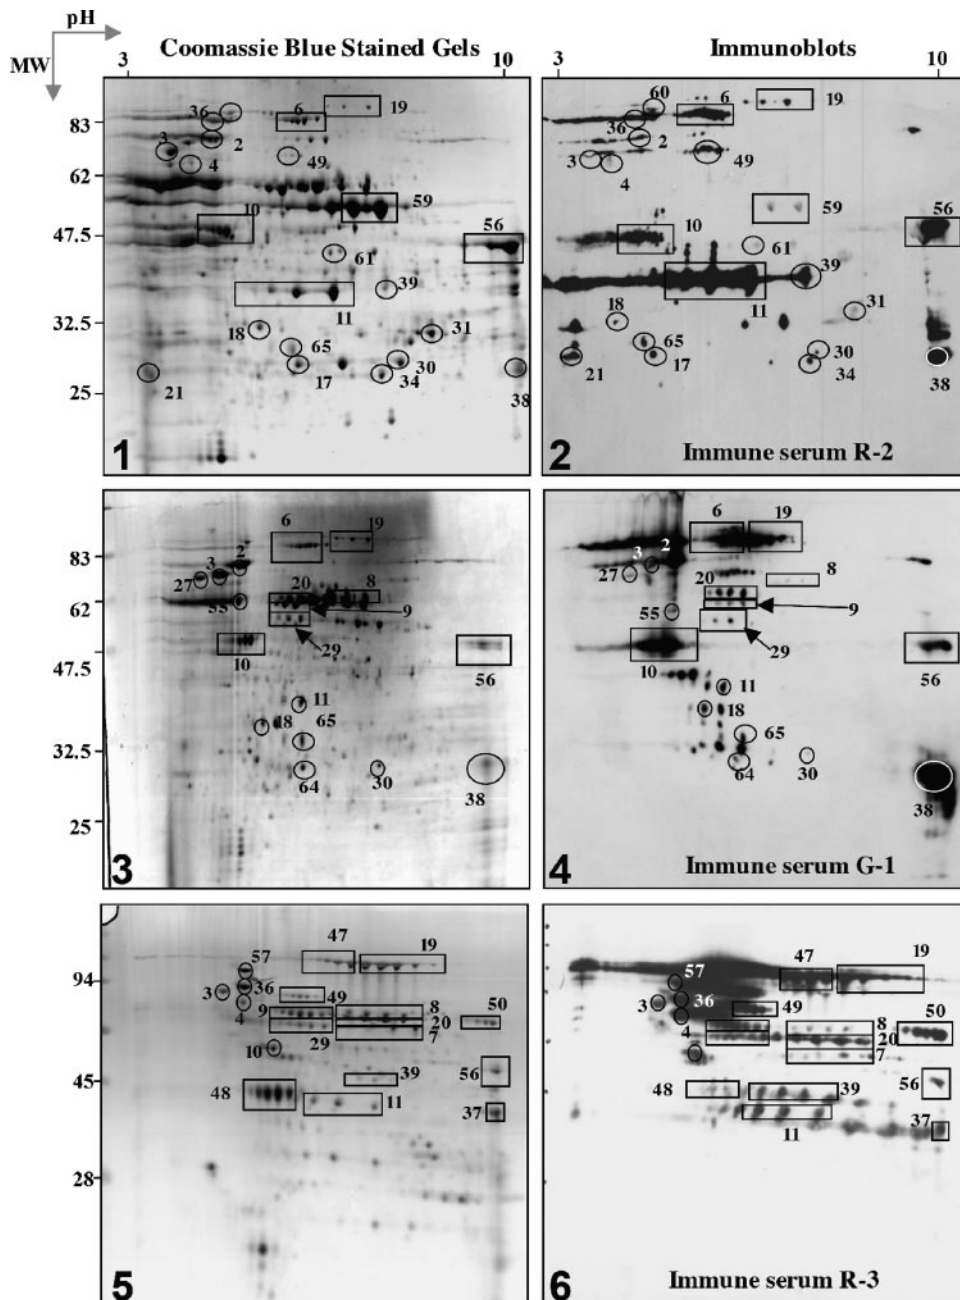 pH
MW
Coomassie Blue Stained Gels
Immunoblots
3 10 3 10
83
62
47,5
32,5
25
36 6 19
3 2 49
4
10 59 56
61
39
11
18 31
65 30
21 17 34 38
1
60 6 19
36
2
3 49
4
59 56
10 61
39
18 11 31
65 30
21 17 34 38
2
Immune serum R-2
83
62
47,5
32,5
25
6 19
2
3
27 20 8
55 9
29
10 56
11
18 65
64 30 38
3
6 19
2
3
27 20 8
55 9
29
10 56
11
18
65
64 30
38
4
Immune serum G-1
94
45
28
47 19
57
3 36 49
4 9 8 50
20
29 7
10
56
48 39
11 37
5
47 19
57
3 36 49
4 8 50
20
7
48 39 56
11 37
6
Immune serum R-3